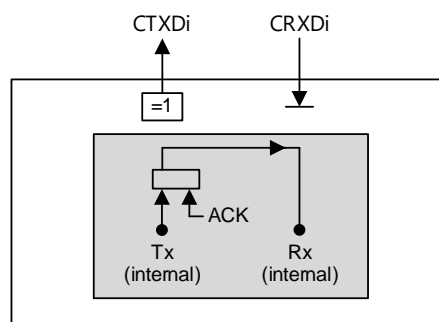 CTXDi CRXDi
=1
ACK
Tx Rx
(internal) (internal)